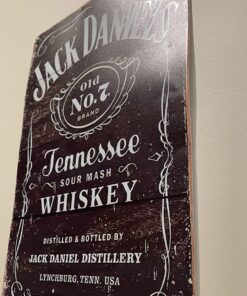 JACK DANIEL'S
Old
No. 7
BRAND
Tennessee
SOUR MASH
WHISKEY
DISTILLED & BOTTLED BY
JACK DANIEL DISTILLERY
LYNCHBURG, TENN. USA